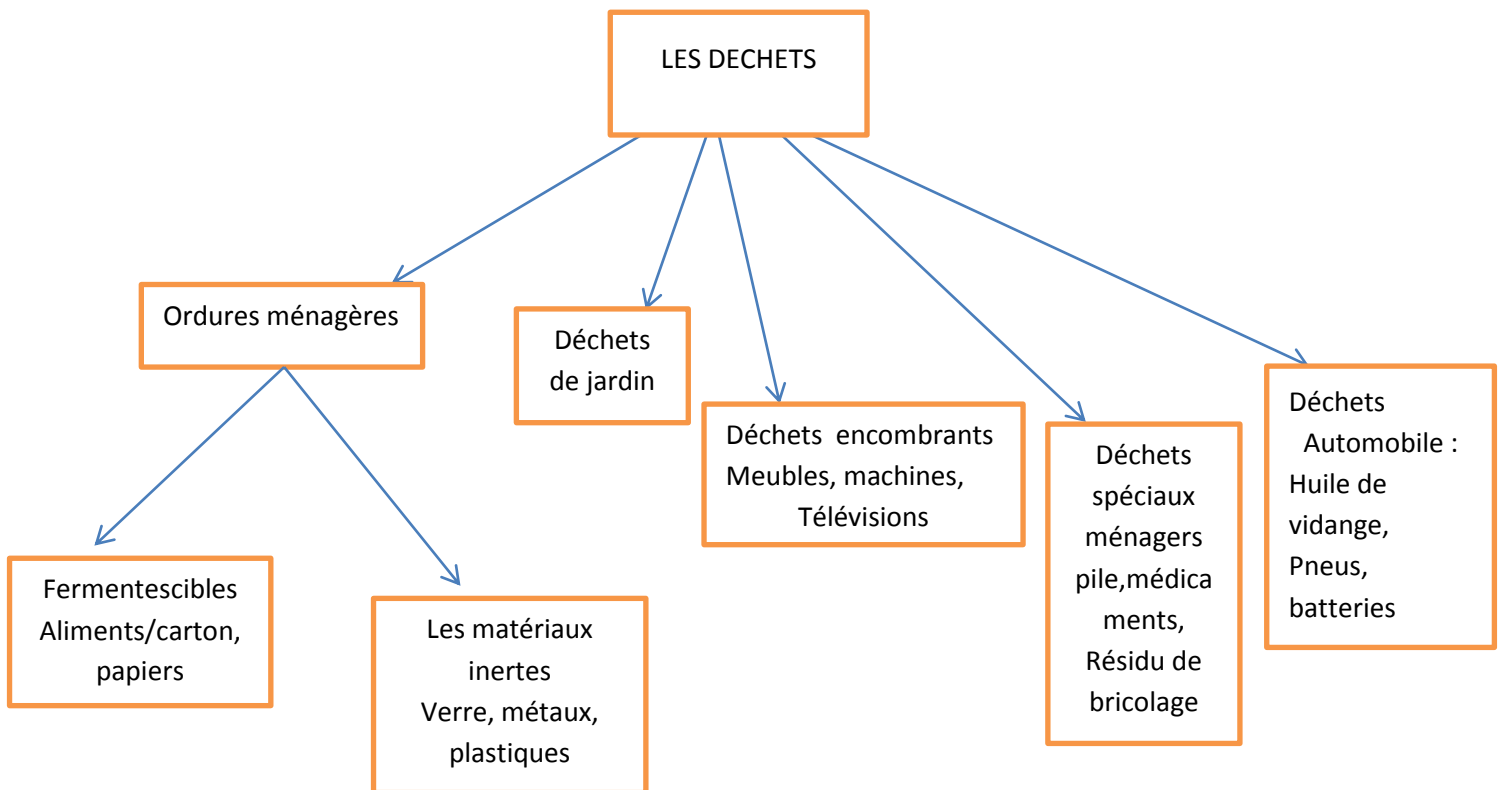 LES DECHETS
Ordures ménagères
Déchets
de jardin
Déchets encombrants
Meubles, machines,
Télévisions
Déchets
spéciaux
ménagers
pile,médica
ments,
Résidu de
bricolage
Déchets
Automobile :
Huile de
vidange,
Pneus,
batteries
Fermentescibles
Aliments/carton,
papiers
Les matériaux
inertes
Verre, métaux,
plastiques